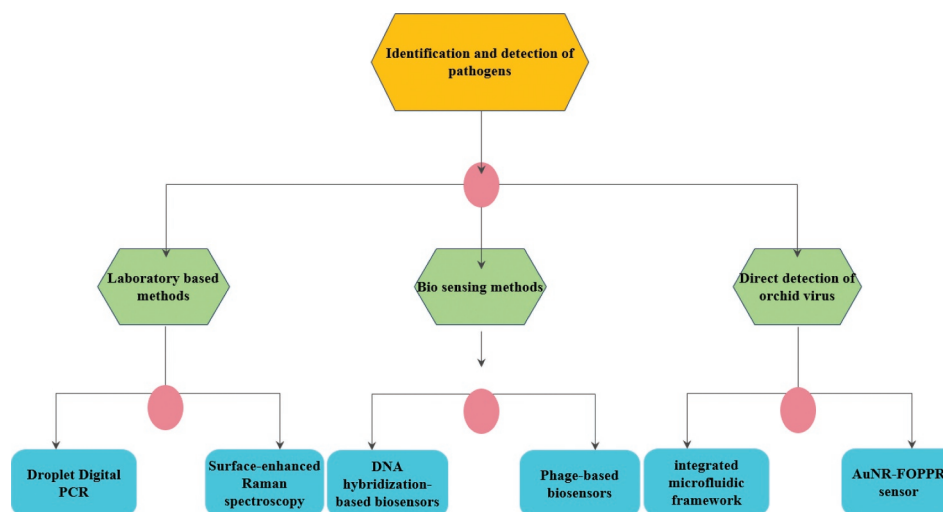 Identification and detection of
pathogens
Laboratory based
methods
Bio sensing methods
Direct detection of
orchid virus
Droplet Digital
PCR
Surface-enhanced
Raman
spectroscopy
DNA
hybridization-
based biosensors
Phage-based
biosensors
integrated
microfluidic
framework
AuNR-FOPPR
sensor